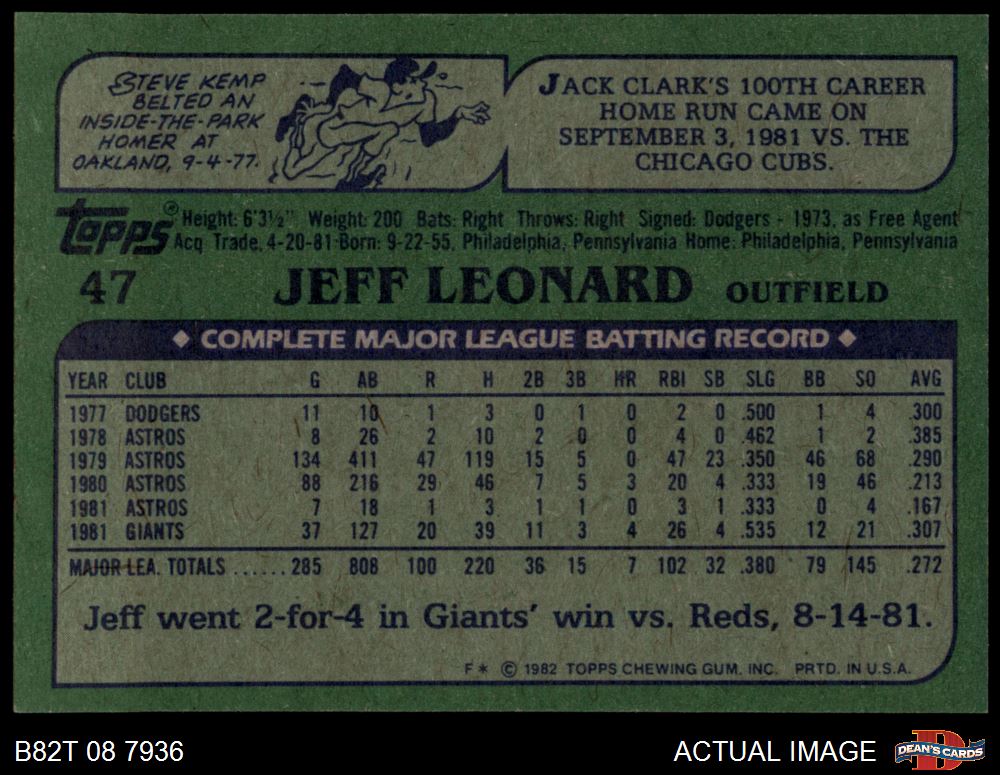 STEVE KEMP
BELTED AN
INSIDE-THE-PARK
HOMER AT
OAKLAND, 9-4-77.
JACK CLARK'S 100TH CAREER
HOME RUN CAME ON
SEPTEMBER 3, 1981 VS. THE
CHICAGO CUBS.
topps® Height: 6'3½" Weight: 200 Bats: Right Throws: Right Signed: Dodgers - 1973, as Free Agent
Acq Trade, 4-20-81 Born: 9-22-55, Philadelphia, Pennsylvania Home: Philadelphia, Pennsylvania
47 JEFF LEONARD OUTFIELD
◆ COMPLETE MAJOR LEAGUE BATTING RECORD ◆
YEAR CLUB G AB R H 2B 3B HR RBI SB SLG BB SO AVG
1977 DODGERS 11 10 1 3 0 1 0 2 0 .500 1 4 .300
1978 ASTROS 8 26 2 10 2 0 0 4 0 .462 1 2 .385
1979 ASTROS 134 411 47 119 15 5 0 47 23 .350 46 68 .290
1980 ASTROS 88 216 29 46 7 5 3 20 4 .333 19 46 .213
1981 ASTROS 7 18 1 3 1 1 0 3 1 .333 0 4 .167
1981 GIANTS 37 127 20 39 11 3 4 26 4 .535 12 21 .307
MAJOR LEA. TOTALS ...... 285 808 100 220 36 15 7 102 32 .380 79 145 .272
Jeff went 2-for-4 in Giants' win vs. Reds, 8-14-81.
F* © 1982 TOPPS CHEWING GUM, INC. PRTD. IN U.S.A.
B82T 08 7936
ACTUAL IMAGE
D
DEAN'S CARDS